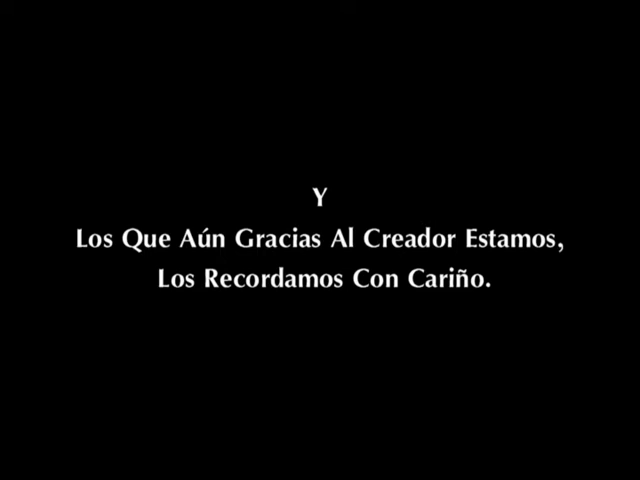 Y
Los Que Aún Gracias Al Creador Estamos,
Los Recordamos Con Cariño.